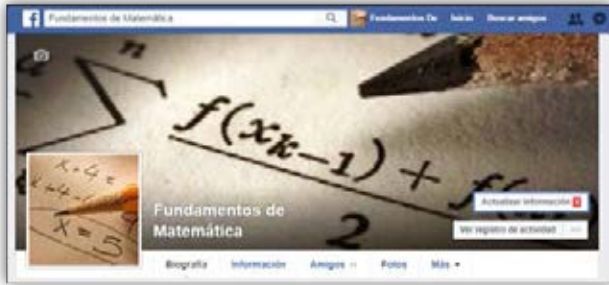 f Fundamentos de Matemática Fundamentos De Inicio Buscar amigos
n
f(xk−1) + f(
2
x + 4 =
x = 5
Fundamentos de
Matemática
Actualizar información
Ver registro de actividad
Biografía Información Amigos Fotos Más